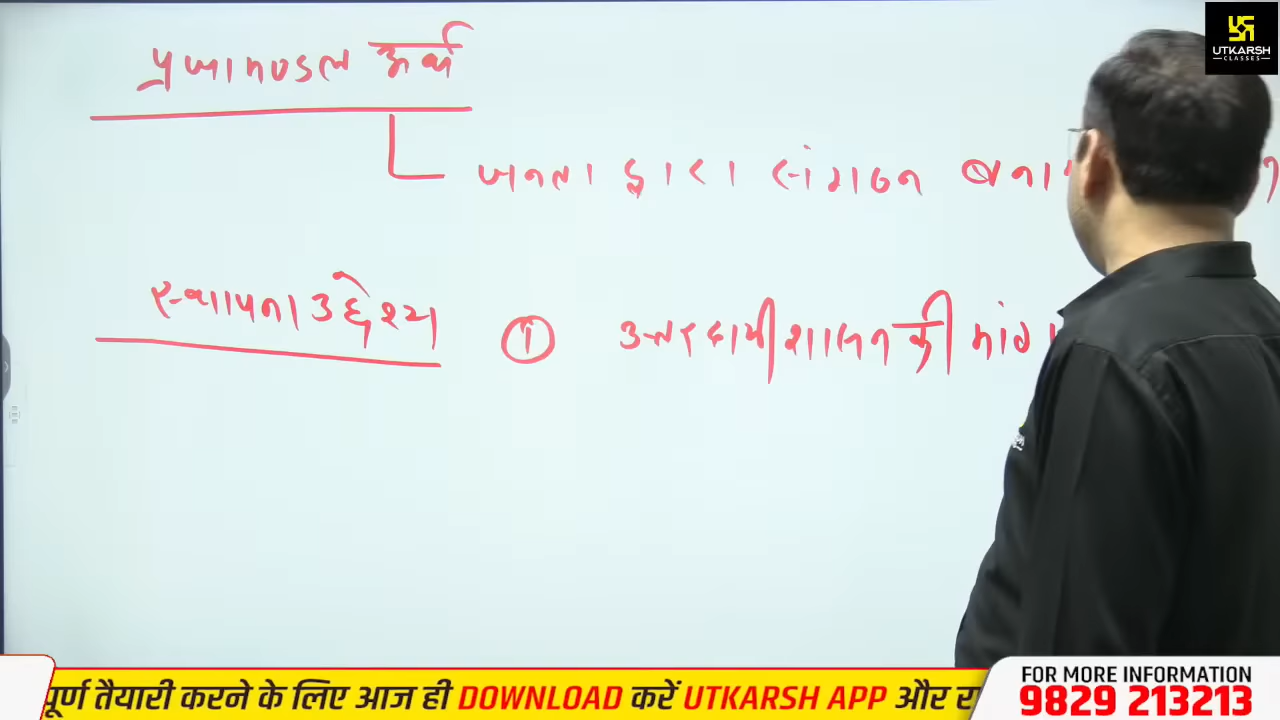 UTKARSH
CLASSES
प्रजामण्डल अर्थ
जनता द्वारा संगठन
स्थापना उद्देश्य
① उत्तरदायी शासन की मांग
पूर्ण तैयारी करने के लिए आज ही DOWNLOAD करें UTKARSH APP और
FOR MORE INFORMATION
9829 213213